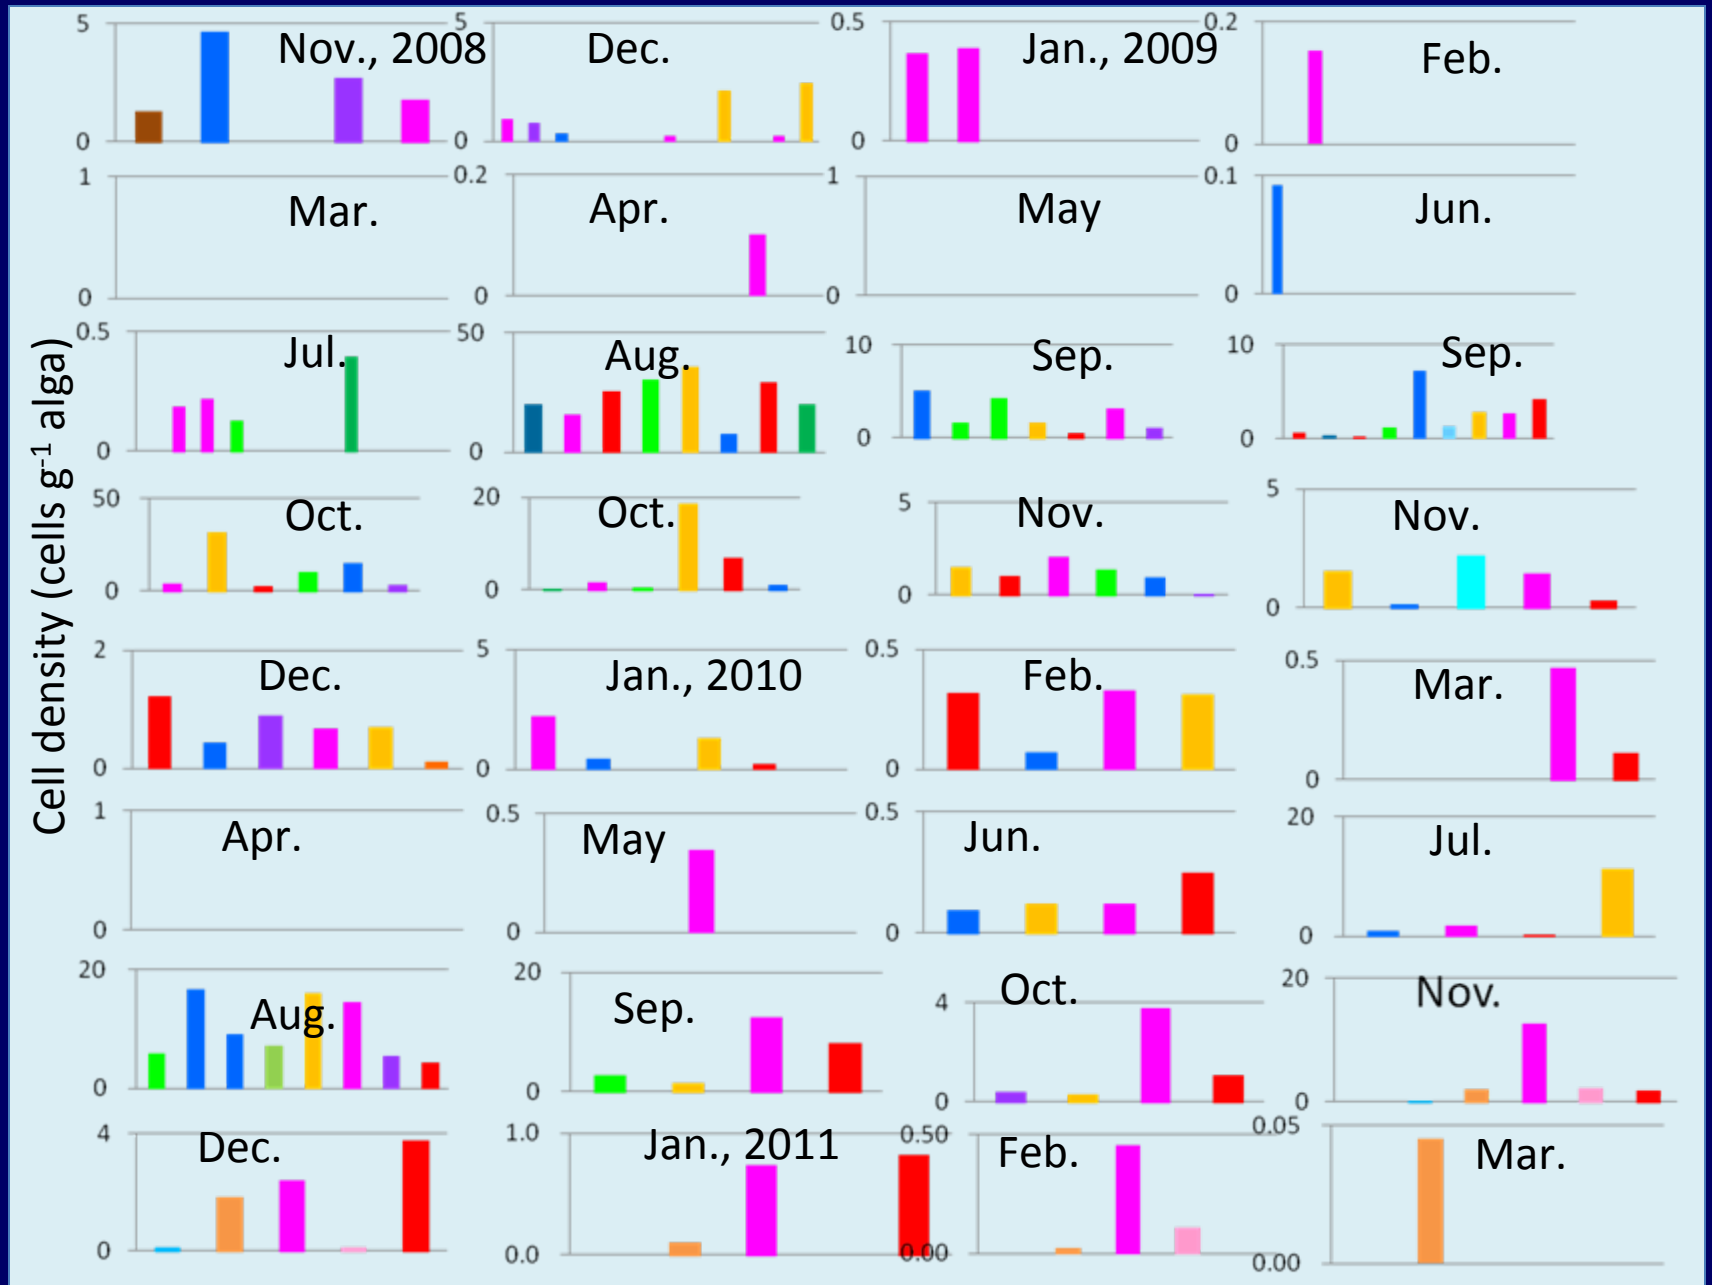 Cell density (cells g⁻¹ alga)
5
Nov., 2008
0
5
Dec.
0
0.5
Jan., 2009
0
0.2
Feb.
0
1
Mar.
0
0.2
Apr.
0
1
May
0
0.1
Jun.
0
0.5
Jul.
0
50
Aug.
0
10
Sep.
0
10
Sep.
0
50
Oct.
0
20
Oct.
0
5
Nov.
0
5
Nov.
0
2
Dec.
0
5
Jan., 2010
0
0.5
Feb.
0
0.5
Mar.
0
1
Apr.
0
0.5
May
0
0.5
Jun.
0
20
Jul.
0
20
Aug.
0
20
Sep.
0
4
Oct.
0
20
Nov.
0
4
Dec.
0
1.0
Jan., 2011
0.0
0.50
Feb.
0.00
0.05
Mar.
0.00